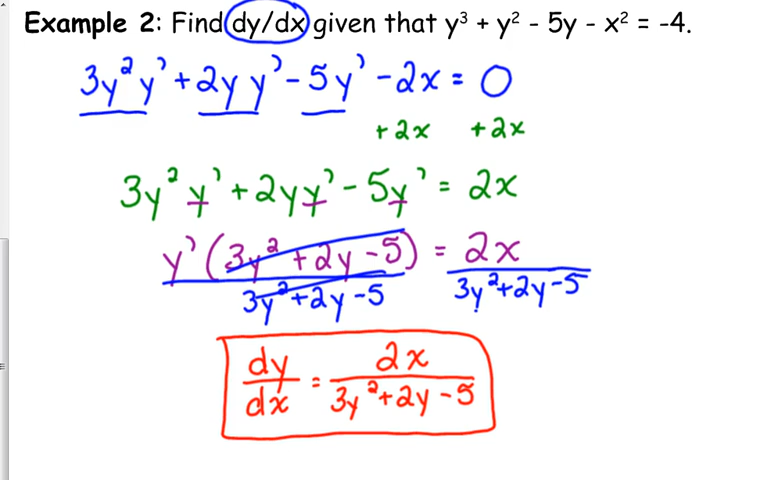 Example 2: Find dy/dx given that y³ + y² - 5y - x² = -4.
3y²y' + 2yy' - 5y' - 2x = 0
+2x +2x
3y²y' + 2yy' - 5y' = 2x
y'(3y² + 2y - 5) = 2x
3y²+2y-5 3y²+2y-5
dy/dx = 2x/3y²+2y-5